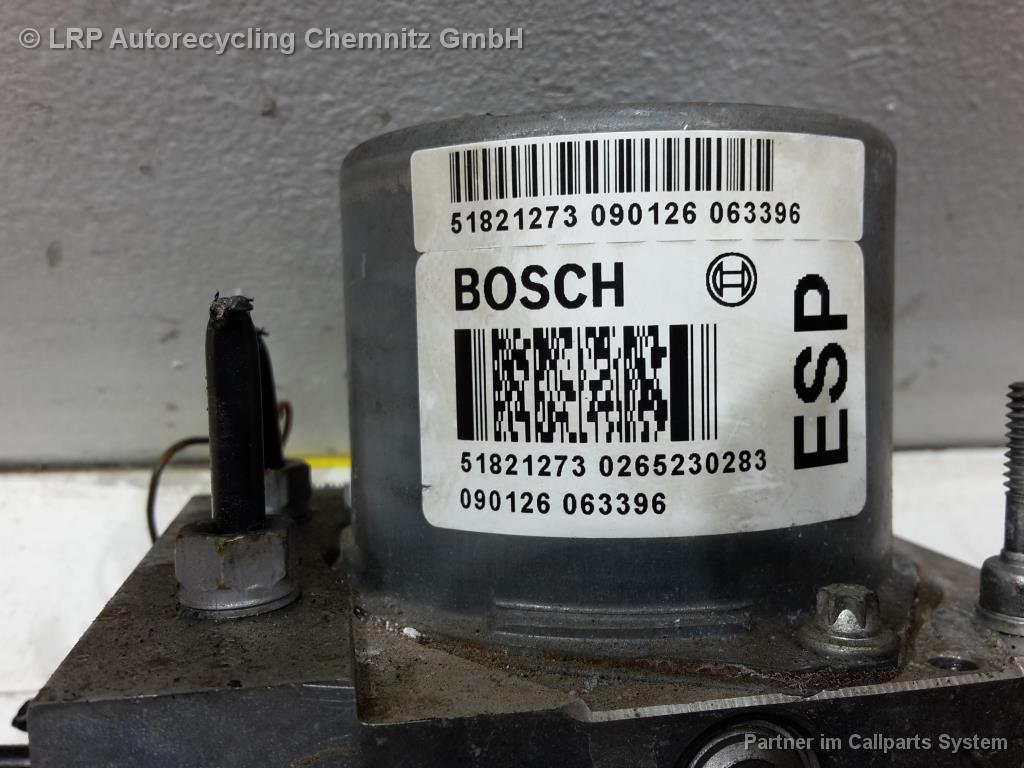 © LRP Autorecycling Chemnitz GmbH
51821273 090126 063396
BOSCH
ESP
51821273 0265230283
090126 063396
Partner im Callparts System